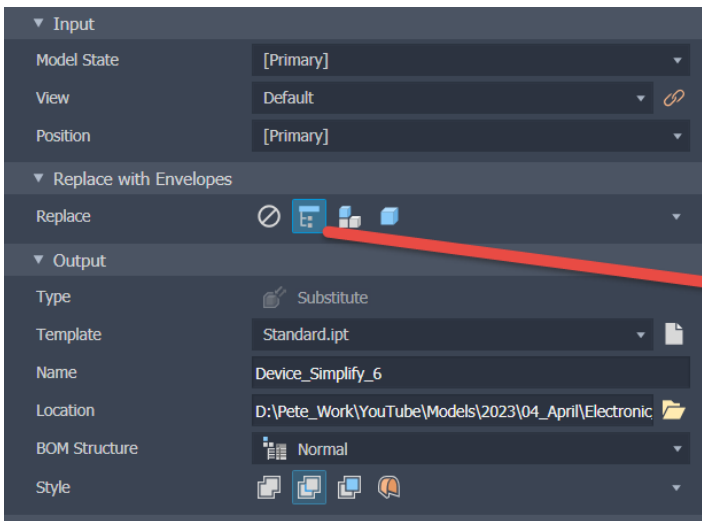 Input
Model State [Primary]
View Default
Position [Primary]
Replace with Envelopes
Replace
Output
Type Substitute
Template Standard.ipt
Name Device_Simplify_6
Location D:\Pete_Work\YouTube\Models\2023\04_April\Electronic
BOM Structure Normal
Style